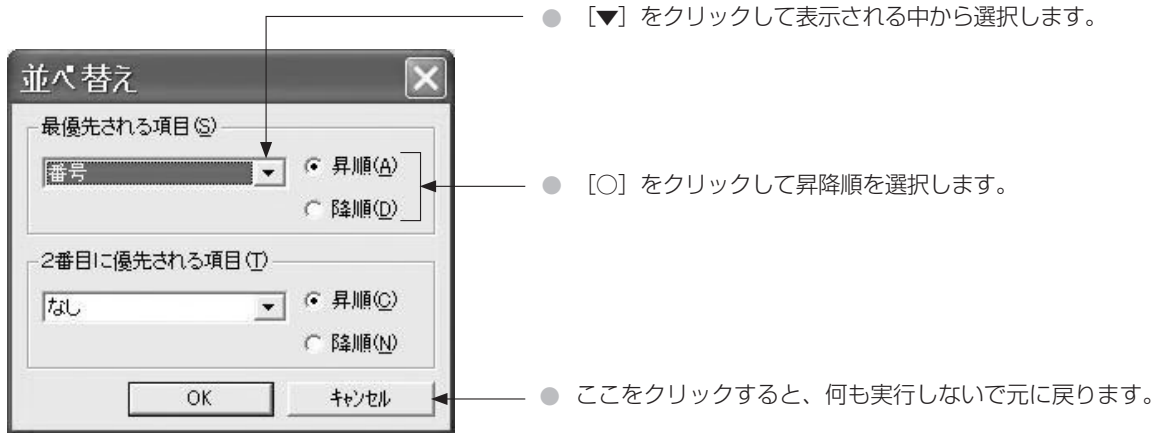 ［▼］をクリックして表示される中から選択します。
並べ替え
最優先される項目(S)
番号
昇順(A)
降順(D)
［○］をクリックして昇降順を選択します。
2番目に優先される項目(T)
なし
昇順(C)
降順(N)
OK
キャンセル
ここをクリックすると、何も実行しないで元に戻ります。